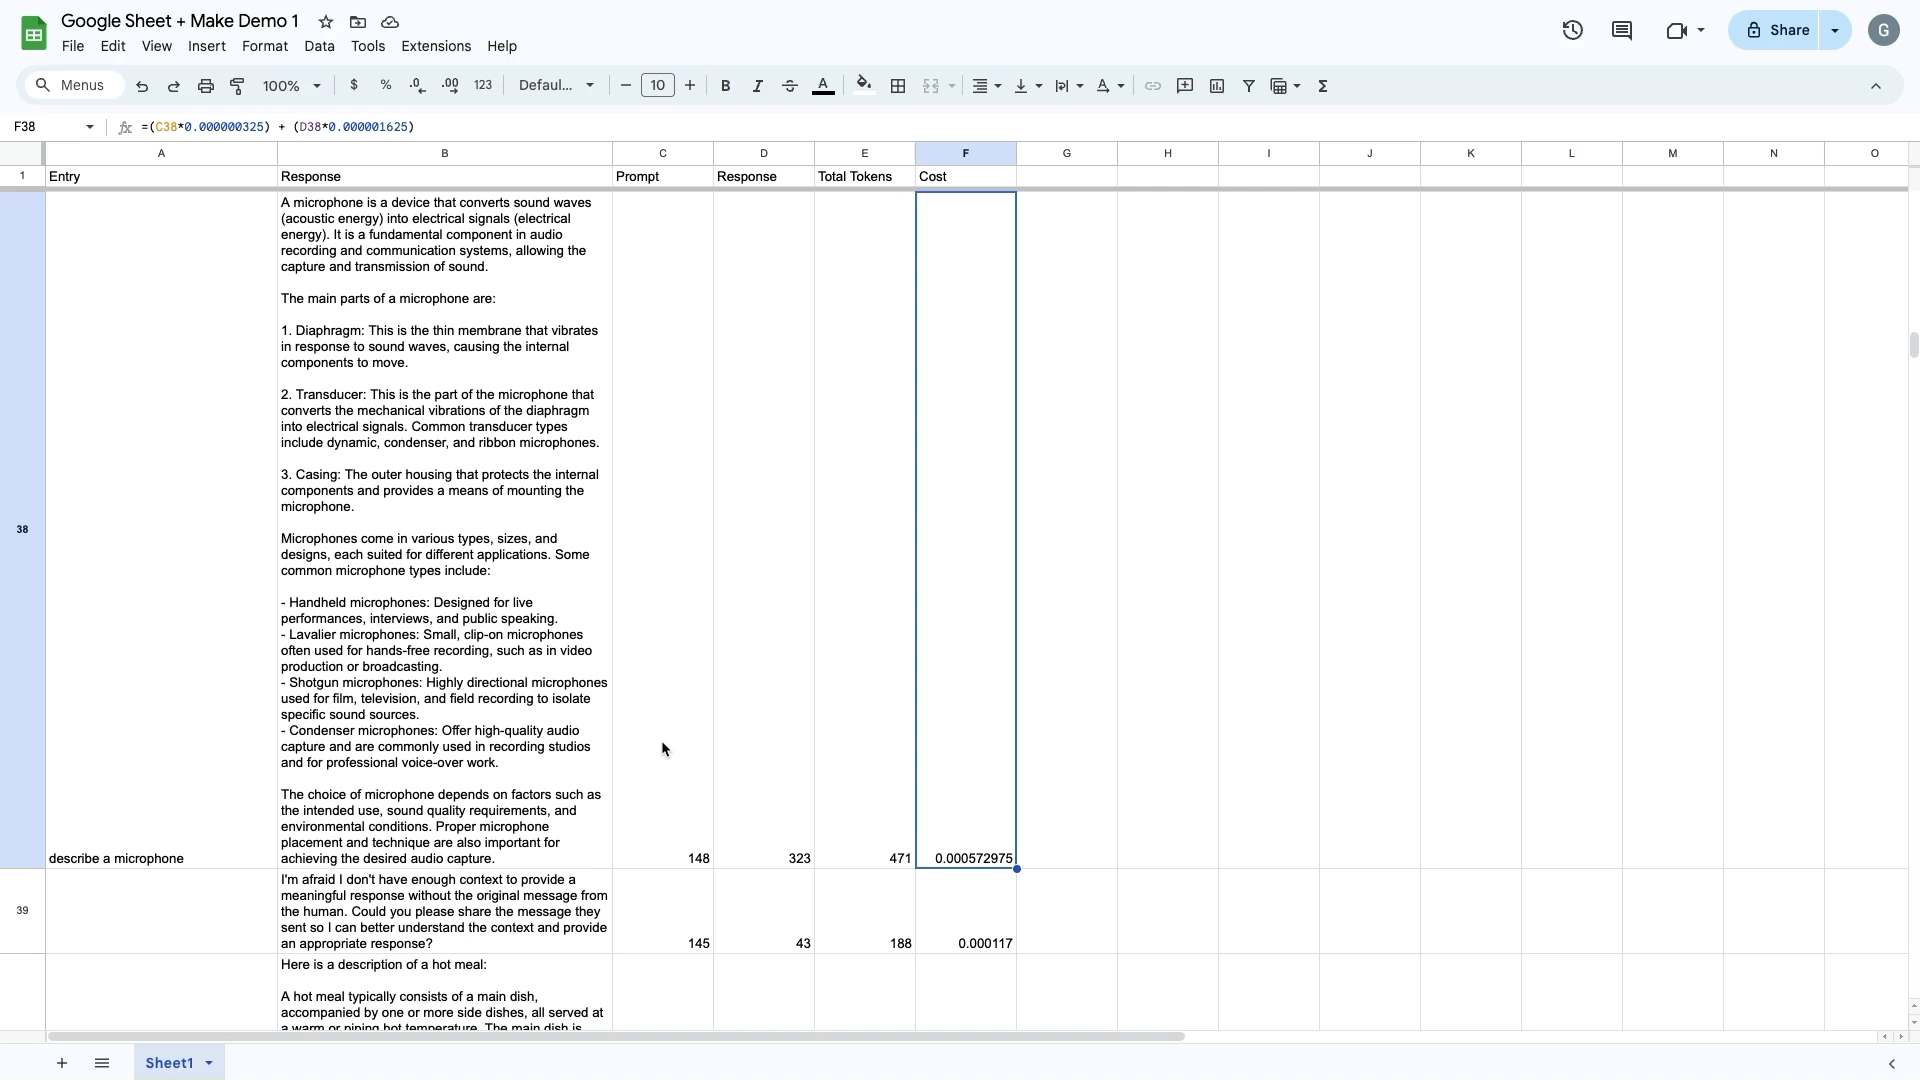 Google Sheet + Make Demo 1
File Edit View Insert Format Data Tools Extensions Help
Share
G
Menus 100% $ % .0 .00 123 Defaul... 10 B I A
F38 fx =(C38*0.000000325) + (D38*0.000001625)
A B C D E F G H I J K L M N O
1 Entry Response Prompt Response Total Tokens Cost
A microphone is a device that converts sound waves
(acoustic energy) into electrical signals (electrical
energy). It is a fundamental component in audio
recording and communication systems, allowing the
capture and transmission of sound.
The main parts of a microphone are:
1. Diaphragm: This is the thin membrane that vibrates
in response to sound waves, causing the internal
components to move.
2. Transducer: This is the part of the microphone that
converts the mechanical vibrations of the diaphragm
into electrical signals. Common transducer types
include dynamic, condenser, and ribbon microphones.
3. Casing: The outer housing that protects the internal
components and provides a means of mounting the
microphone.
38
Microphones come in various types, sizes, and
designs, each suited for different applications. Some
common microphone types include:
- Handheld microphones: Designed for live
performances, interviews, and public speaking.
- Lavalier microphones: Small, clip-on microphones
often used for hands-free recording, such as in video
production or broadcasting.
- Shotgun microphones: Highly directional microphones
used for film, television, and field recording to isolate
specific sound sources.
- Condenser microphones: Offer high-quality audio
capture and are commonly used in recording studios
and for professional voice-over work.
The choice of microphone depends on factors such as
the intended use, sound quality requirements, and
environmental conditions. Proper microphone
placement and technique are also important for
describe a microphone achieving the desired audio capture. 148 323 471 0.000572975
I'm afraid I don't have enough context to provide a
meaningful response without the original message from
39 the human. Could you please share the message they
sent so I can better understand the context and provide
an appropriate response? 145 43 188 0.000117
Here is a description of a hot meal:
A hot meal typically consists of a main dish,
accompanied by one or more side dishes, all served at
a warm or piping hot temperature. The main dish is
Sheet1